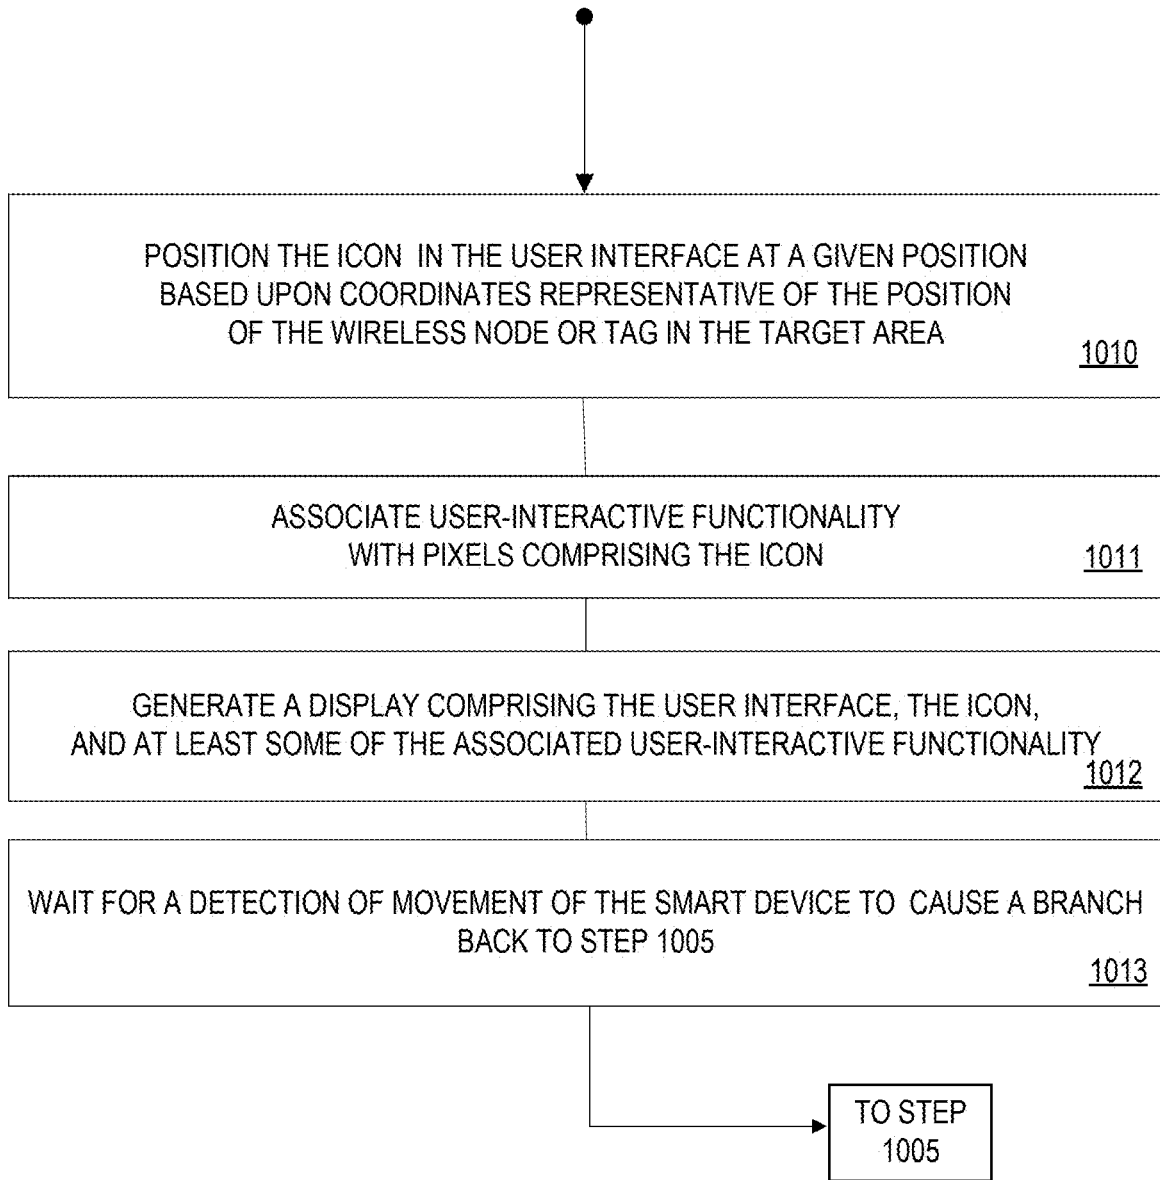 POSITION THE ICON IN THE USER INTERFACE AT A GIVEN POSITION
BASED UPON COORDINATES REPRESENTATIVE OF THE POSITION
OF THE WIRELESS NODE OR TAG IN THE TARGET AREA
1010
ASSOCIATE USER-INTERACTIVE FUNCTIONALITY
WITH PIXELS COMPRISING THE ICON
1011
GENERATE A DISPLAY COMPRISING THE USER INTERFACE, THE ICON,
AND AT LEAST SOME OF THE ASSOCIATED USER-INTERACTIVE FUNCTIONALITY
1012
WAIT FOR A DETECTION OF MOVEMENT OF THE SMART DEVICE TO CAUSE A BRANCH
BACK TO STEP 1005
1013
TO STEP
1005